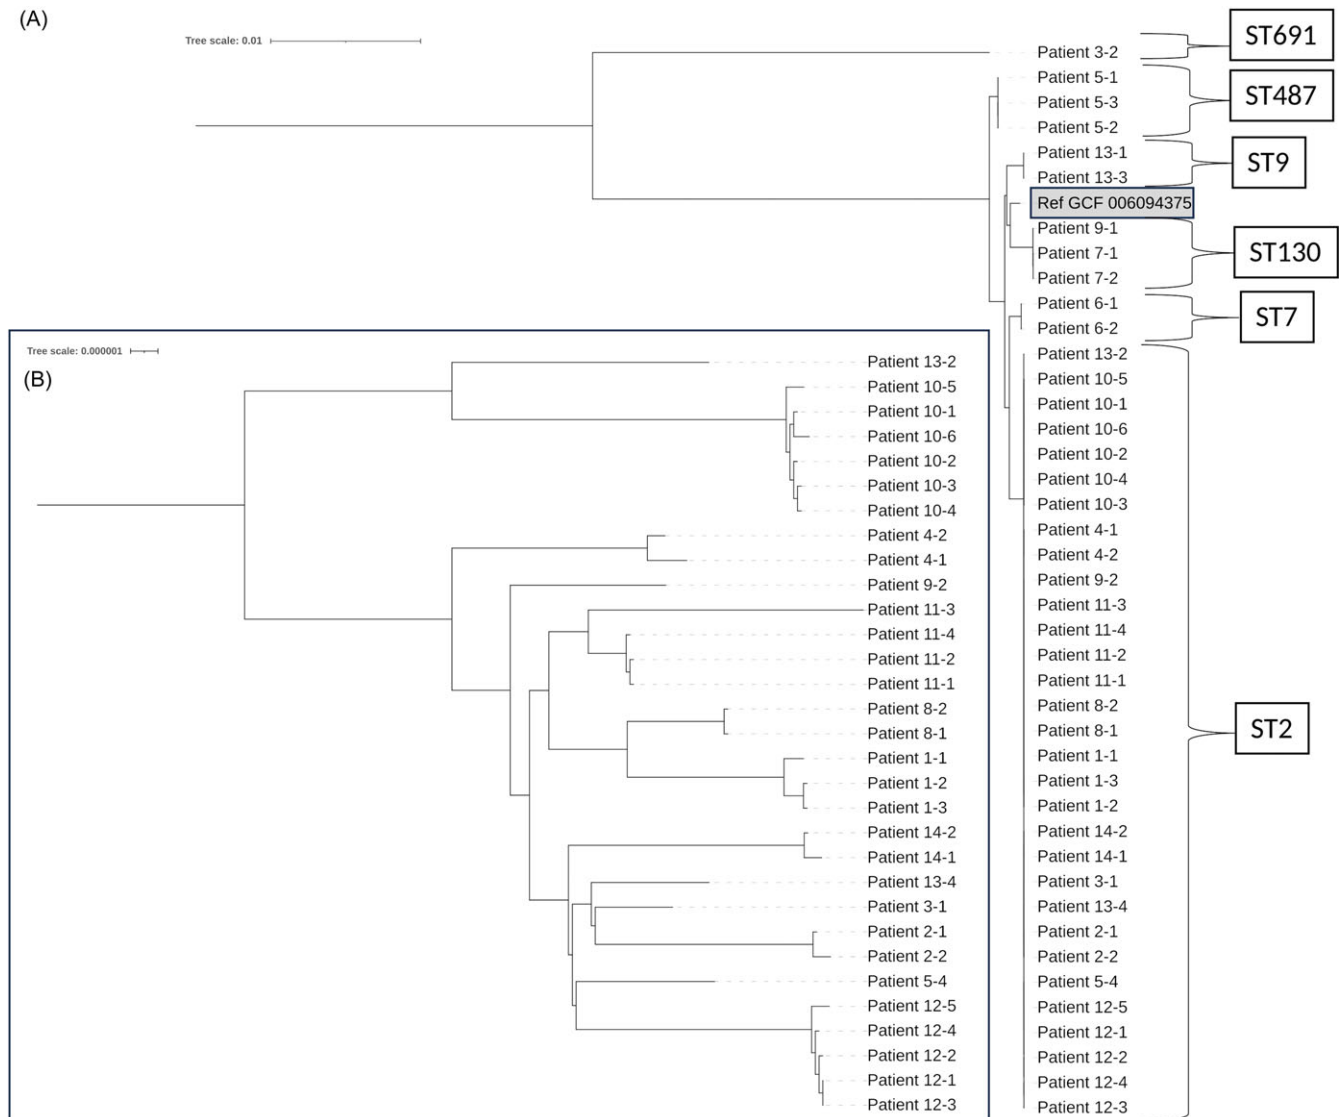 (A)
Tree scale: 0.01
Patient 3-2
Patient 5-1
Patient 5-3
Patient 5-2
Patient 13-1
Patient 13-3
Ref GCF 006094375
Patient 9-1
Patient 7-1
Patient 7-2
Patient 6-1
Patient 6-2
Patient 13-2
Patient 10-5
Patient 10-1
Patient 10-6
Patient 10-2
Patient 10-4
Patient 10-3
Patient 4-1
Patient 4-2
Patient 9-2
Patient 11-3
Patient 11-4
Patient 11-2
Patient 11-1
Patient 8-2
Patient 8-1
Patient 1-1
Patient 1-3
Patient 1-2
Patient 14-2
Patient 14-1
Patient 3-1
Patient 13-4
Patient 2-1
Patient 2-2
Patient 5-4
Patient 12-5
Patient 12-1
Patient 12-2
Patient 12-4
Patient 12-3
ST691
ST487
ST9
ST130
ST7
ST2
Tree scale: 0.000001
(B)
Patient 13-2
Patient 10-5
Patient 10-1
Patient 10-6
Patient 10-2
Patient 10-3
Patient 10-4
Patient 4-2
Patient 4-1
Patient 9-2
Patient 11-3
Patient 11-4
Patient 11-2
Patient 11-1
Patient 8-2
Patient 8-1
Patient 1-1
Patient 1-2
Patient 1-3
Patient 14-2
Patient 14-1
Patient 13-4
Patient 3-1
Patient 2-1
Patient 2-2
Patient 5-4
Patient 12-5
Patient 12-4
Patient 12-2
Patient 12-1
Patient 12-3